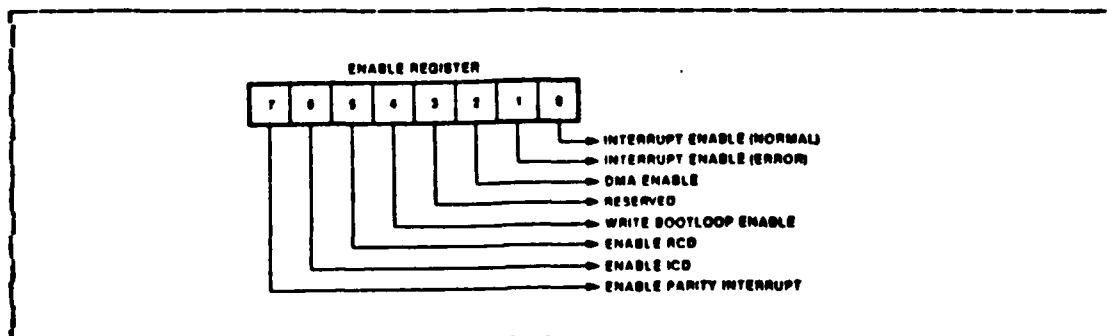 ENABLE REGISTER
7 6 5 4 3 2 1 0
INTERRUPT ENABLE (NORMAL)
INTERRUPT ENABLE (ERROR)
DMA ENABLE
RESERVED
WRITE BOOTLOOP ENABLE
ENABLE RCD
ENABLE ICD
ENABLE PARITY INTERRUPT